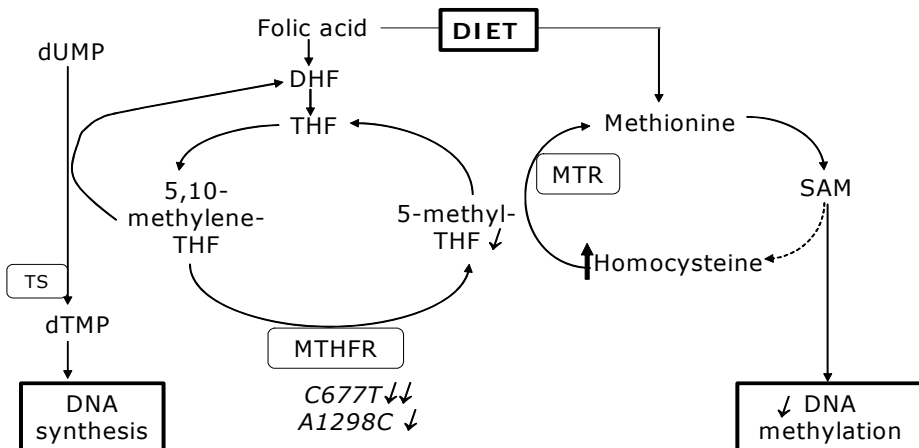 Folic acid
DIET
dUMP
DHF
THF
Methionine
MTR
SAM
5,10-
methylene-
THF
5-methyl-
THF ↓
↑Homocysteine
TS
dTMP
MTHFR
C677T↓↓
A1298C ↓
DNA
synthesis
↓ DNA
methylation